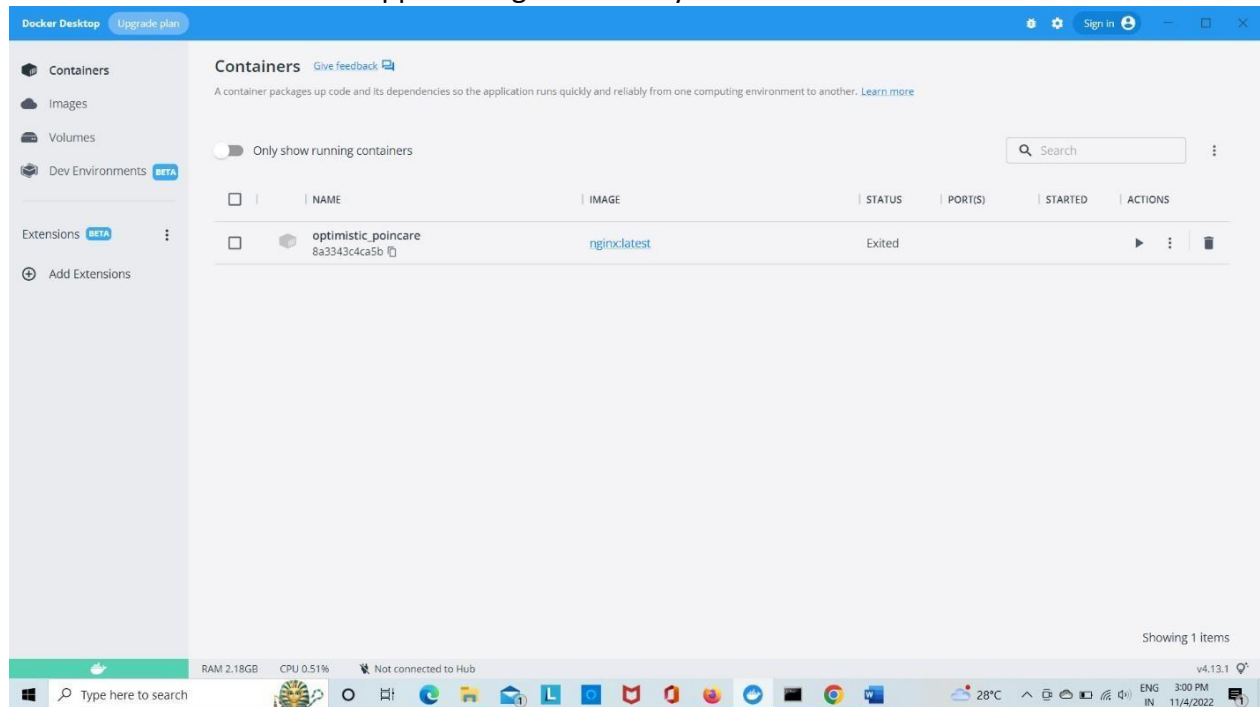 Docker Desktop Upgrade plan Sign in
Containers
Images
Volumes
Dev Environments BETA
Extensions BETA
Add Extensions
Containers Give feedback
A container packages up code and its dependencies so the application runs quickly and reliably from one computing environment to another. Learn more
Only show running containers Search
NAME IMAGE STATUS PORT(S) STARTED ACTIONS
optimistic_poincare nginx:latest Exited
8a3343c4ca5b
Showing 1 items
RAM 2.18GB CPU 0.51% Not connected to Hub v4.13.1
Type here to search 28°C ENG 3:00 PM
IN 11/4/2022